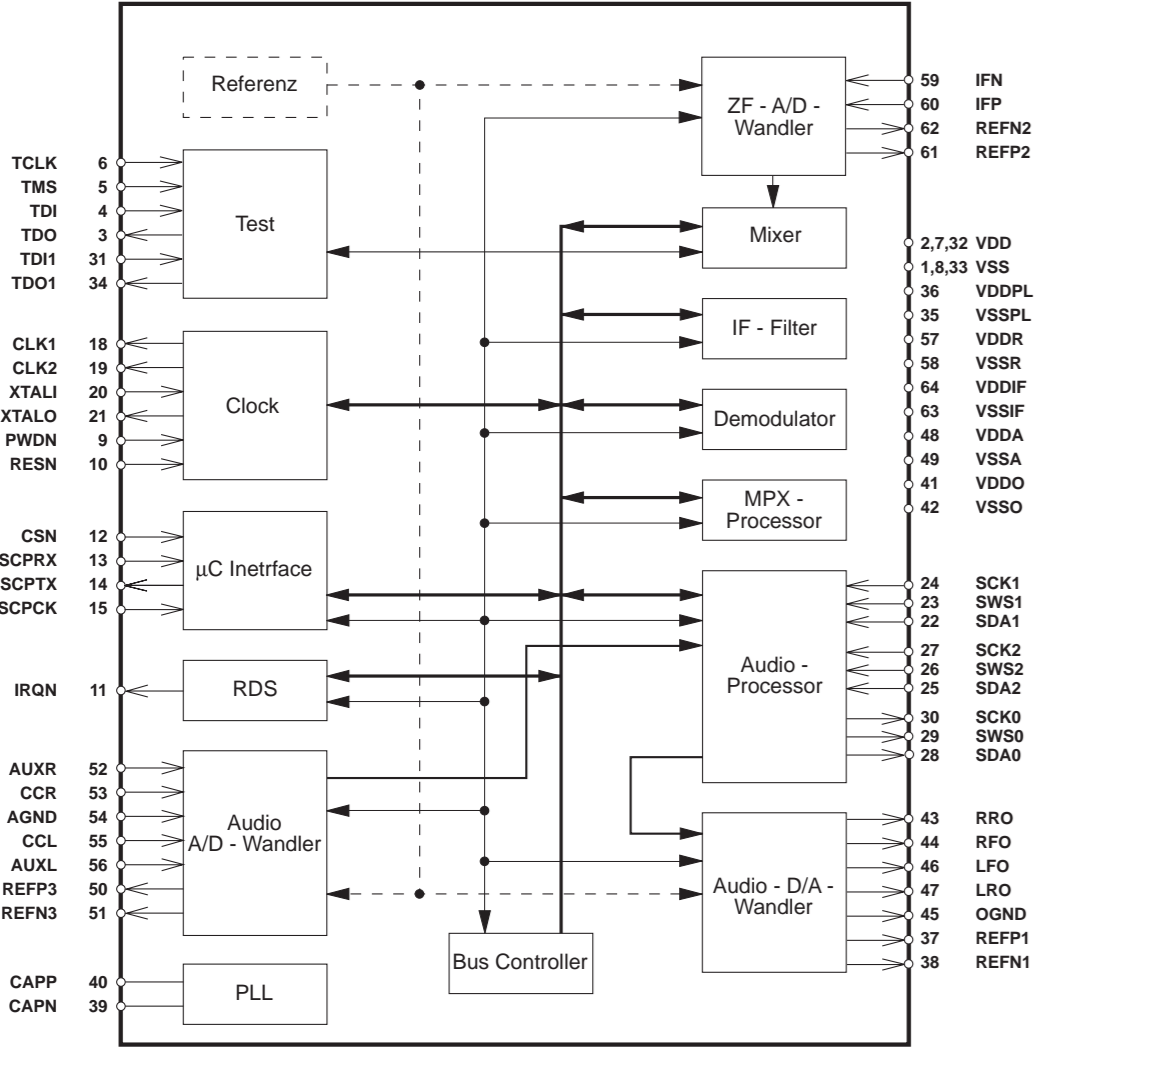 Referenz
TCLK 6
TMS 5
TDI 4
TDO 3
TDI1 31
TDO1 34
Test
CLK1 18
CLK2 19
XTALI 20
XTALO 21
PWDN 9
RESN 10
Clock
CSN 12
SCPRX 13
SCPTX 14
SCPCK 15
µC Inetrface
IRQN 11
RDS
AUXR 52
CCR 53
AGND 54
CCL 55
AUXL 56
REFP3 50
REFN3 51
Audio
A/D - Wandler
CAPP 40
CAPN 39
PLL
Bus Controller
ZF - A/D -
Wandler
59 IFN
60 IFP
62 REFN2
61 REFP2
Mixer
IF - Filter
Demodulator
MPX -
Processor
2,7,32 VDD
1,8,33 VSS
36 VDDPL
35 VSSPL
57 VDDR
58 VSSR
64 VDDIF
63 VSSIF
48 VDDA
49 VSSA
41 VDDO
42 VSSO
Audio -
Processor
24 SCK1
23 SWS1
22 SDA1
27 SCK2
26 SWS2
25 SDA2
30 SCK0
29 SWS0
28 SDA0
Audio - D/A -
Wandler
43 RRO
44 RFO
46 LFO
47 LRO
45 OGND
37 REFP1
38 REFN1